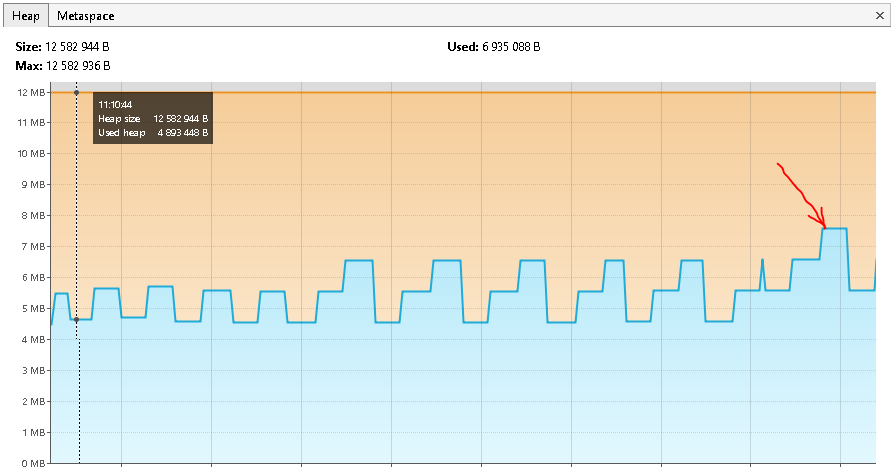 Heap Metaspace ×
Size: 12 582 944 B Used: 6 935 088 B
Max: 12 582 936 B
12 MB
11:10:44
Heap size 12 582 944 B
Used heap 4 893 448 B
11 MB
10 MB
9 MB
8 MB
7 MB
6 MB
5 MB
4 MB
3 MB
2 MB
1 MB
0 MB